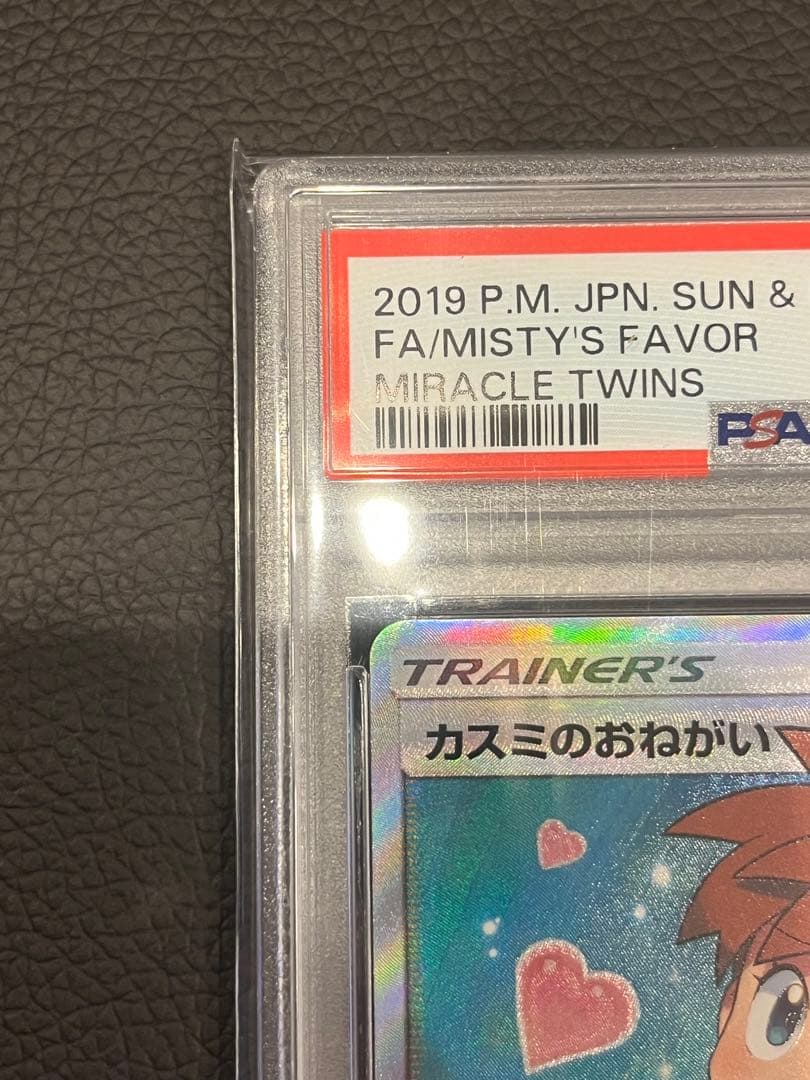 2019 P.M. JPN. SUN &
FA/MISTY'S FAVOR
MIRACLE TWINS
PSA
TRAINER'S
カスミのおねがい